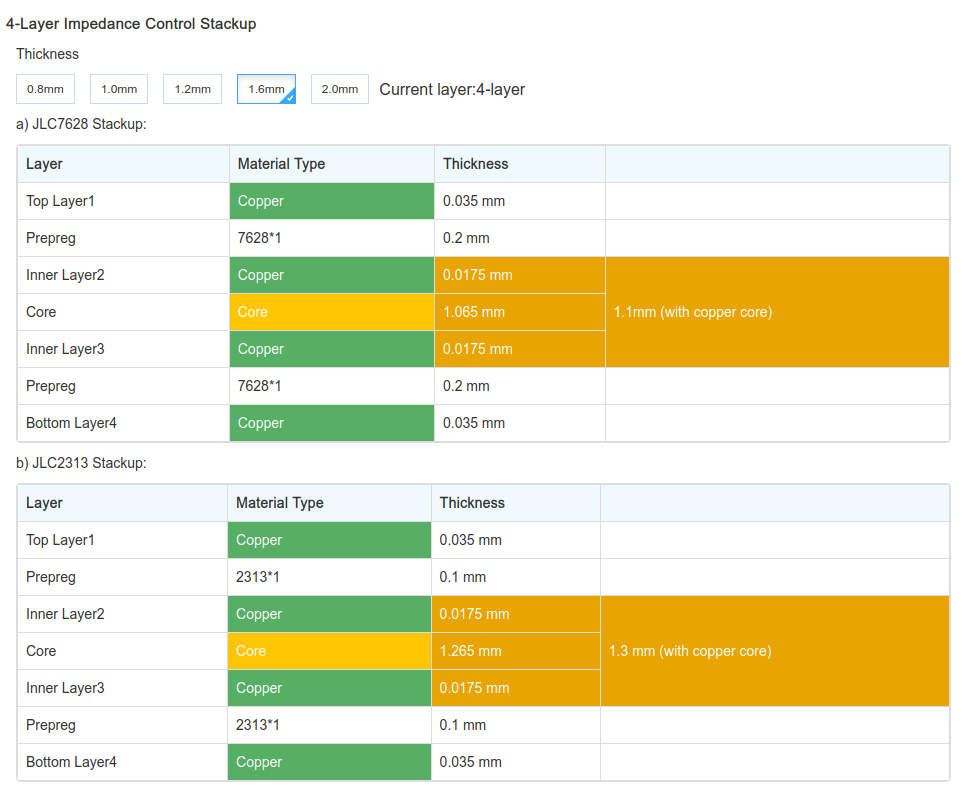 4-Layer Impedance Control Stackup
Thickness
0.8mm 1.0mm 1.2mm 1.6mm 2.0mm Current layer:4-layer
a) JLC7628 Stackup:
Layer Material Type Thickness
Top Layer1 Copper 0.035 mm
Prepreg 7628*1 0.2 mm
Inner Layer2 Copper 0.0175 mm
Core Core 1.065 mm 1.1mm (with copper core)
Inner Layer3 Copper 0.0175 mm
Prepreg 7628*1 0.2 mm
Bottom Layer4 Copper 0.035 mm
b) JLC2313 Stackup:
Layer Material Type Thickness
Top Layer1 Copper 0.035 mm
Prepreg 2313*1 0.1 mm
Inner Layer2 Copper 0.0175 mm
Core Core 1.265 mm 1.3 mm (with copper core)
Inner Layer3 Copper 0.0175 mm
Prepreg 2313*1 0.1 mm
Bottom Layer4 Copper 0.035 mm